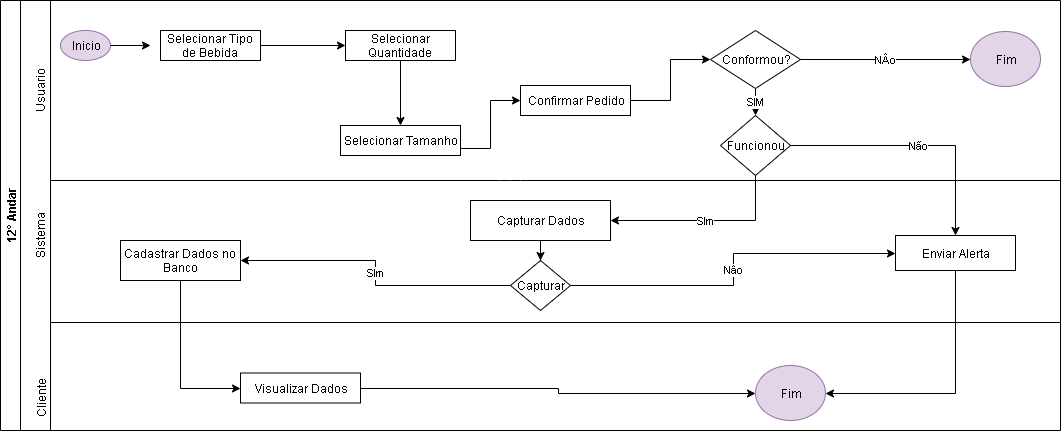 12° Andar
Usuario
Inicio
Selecionar Tipo
de Bebida
Selecionar
Quantidade
Selecionar Tamanho
Confirmar Pedido
Conformou?
NÂo
Fim
SIM
Funcionou
Não
Sistema
Capturar Dados
SIm
Cadastrar Dados no
Banco
SIm
Capturar
Nâo
Enviar Alerta
Cliente
Visualizar Dados
Fim